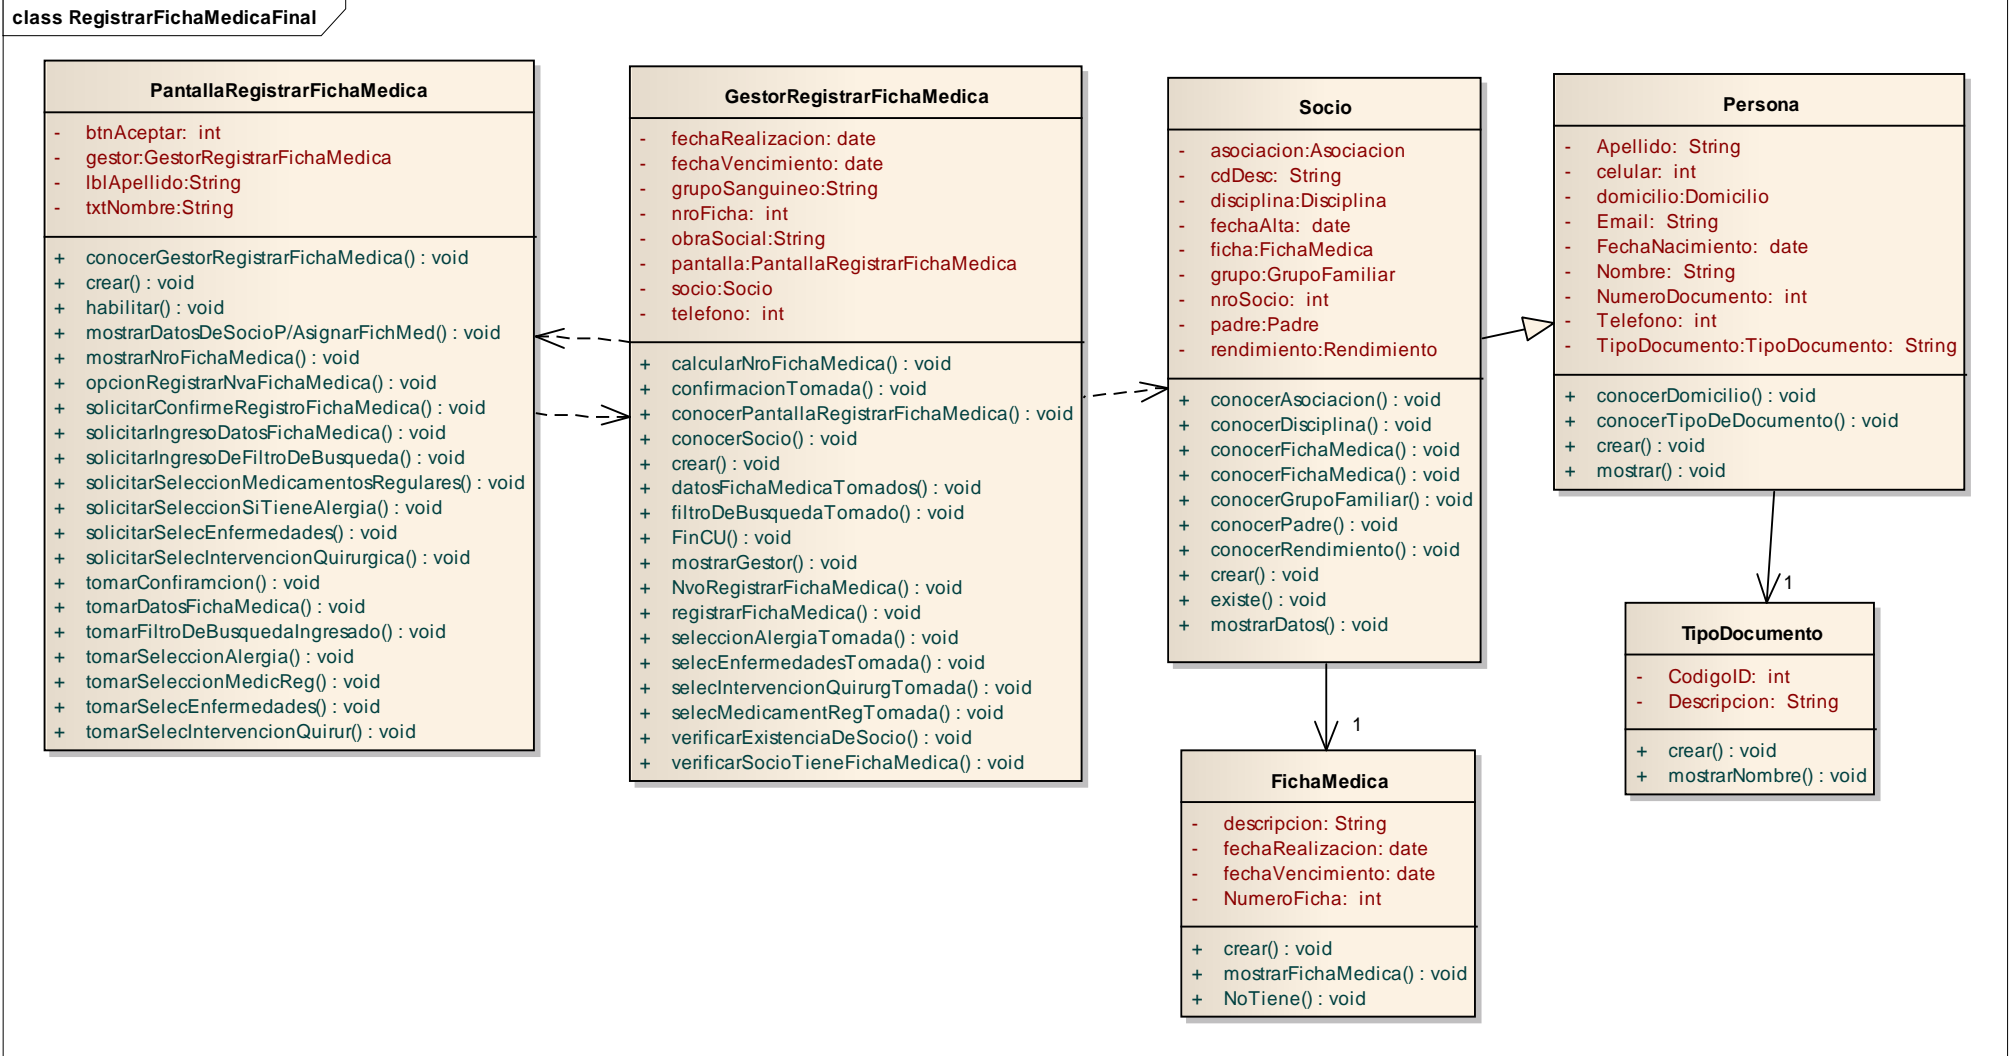 class RegistrarFichaMedicaFinal
PantallaRegistrarFichaMedica
- btnAceptar: int
- gestor:GestorRegistrarFichaMedica
- lblApellido:String
- txtNombre:String
+ conocerGestorRegistrarFichaMedica() : void
+ crear() : void
+ habilitar() : void
+ mostrarDatosDeSocioP/AsignarFichMed() : void
+ mostrarNroFichaMedica() : void
+ opcionRegistrarNvaFichaMedica() : void
+ solicitarConfirmeRegistroFichaMedica() : void
+ solicitarIngresoDatosFichaMedica() : void
+ solicitarIngresoDeFiltroDeBusqueda() : void
+ solicitarSeleccionMedicamentosRegulares() : void
+ solicitarSeleccionSiTieneAlergia() : void
+ solicitarSelecEnfermedades() : void
+ solicitarSelecIntervencionQuirurgica() : void
+ tomarConfiramcion() : void
+ tomarDatosFichaMedica() : void
+ tomarFiltroDeBusquedaIngresado() : void
+ tomarSeleccionAlergia() : void
+ tomarSeleccionMedicReg() : void
+ tomarSelecEnfermedades() : void
+ tomarSelecIntervencionQuirur() : void
GestorRegistrarFichaMedica
- fechaRealizacion: date
- fechaVencimiento: date
- grupoSanguineo:String
- nroFicha: int
- obraSocial:String
- pantalla:PantallaRegistrarFichaMedica
- socio:Socio
- telefono: int
+ calcularNroFichaMedica() : void
+ confirmacionTomada() : void
+ conocerPantallaRegistrarFichaMedica() : void
+ conocerSocio() : void
+ crear() : void
+ datosFichaMedicaTomados() : void
+ filtroDeBusquedaTomado() : void
+ FinCU() : void
+ mostrarGestor() : void
+ NvoRegistrarFichaMedica() : void
+ registrarFichaMedica() : void
+ seleccionAlergiaTomada() : void
+ selecEnfermedadesTomada() : void
+ selecIntervencionQuirurgTomada() : void
+ selecMedicamentRegTomada() : void
+ verificarExistenciaDeSocio() : void
+ verificarSocioTieneFichaMedica() : void
Socio
- asociacion:Asociacion
- cdDesc: String
- disciplina:Disciplina
- fechaAlta: date
- ficha:FichaMedica
- grupo:GrupoFamiliar
- nroSocio: int
- padre:Padre
- rendimiento:Rendimiento
+ conocerAsociacion() : void
+ conocerDisciplina() : void
+ conocerFichaMedica() : void
+ conocerFichaMedica() : void
+ conocerGrupoFamiliar() : void
+ conocerPadre() : void
+ conocerRendimiento() : void
+ crear() : void
+ existe() : void
+ mostrarDatos() : void
1
FichaMedica
- descripcion: String
- fechaRealizacion: date
- fechaVencimiento: date
- NumeroFicha: int
+ crear() : void
+ mostrarFichaMedica() : void
+ NoTiene() : void
Persona
- Apellido: String
- celular: int
- domicilio:Domicilio
- Email: String
- FechaNacimiento: date
- Nombre: String
- NumeroDocumento: int
- Telefono: int
- TipoDocumento:TipoDocumento: String
+ conocerDomicilio() : void
+ conocerTipoDeDocumento() : void
+ crear() : void
+ mostrar() : void
1
TipoDocumento
- CodigoID: int
- Descripcion: String
+ crear() : void
+ mostrarNombre() : void